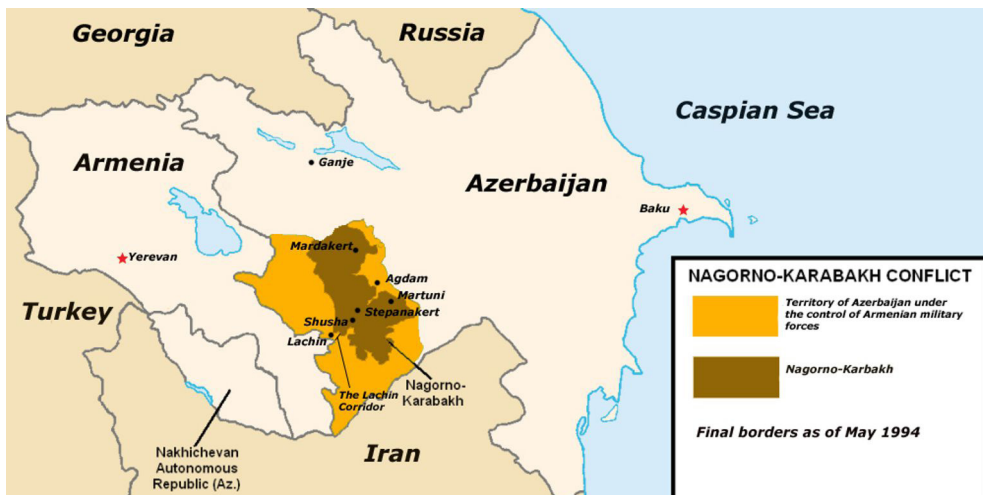 Georgia
Russia
Caspian Sea
Armenia
Ganje
Azerbaijan
Baku
Mardakert
Yerevan
Agdam
Martuni
Turkey
Stepanakert
Shusha
Lachin
The Lachin
Corridor
Nagorno-
Karabakh
Iran
Nakhichevan
Autonomous
Republic (Az.)
NAGORNO-KARABAKH CONFLICT
Territory of Azerbaijan under
the control of Armenian military
forces
Nagorno-Karbakh
Final borders as of May 1994